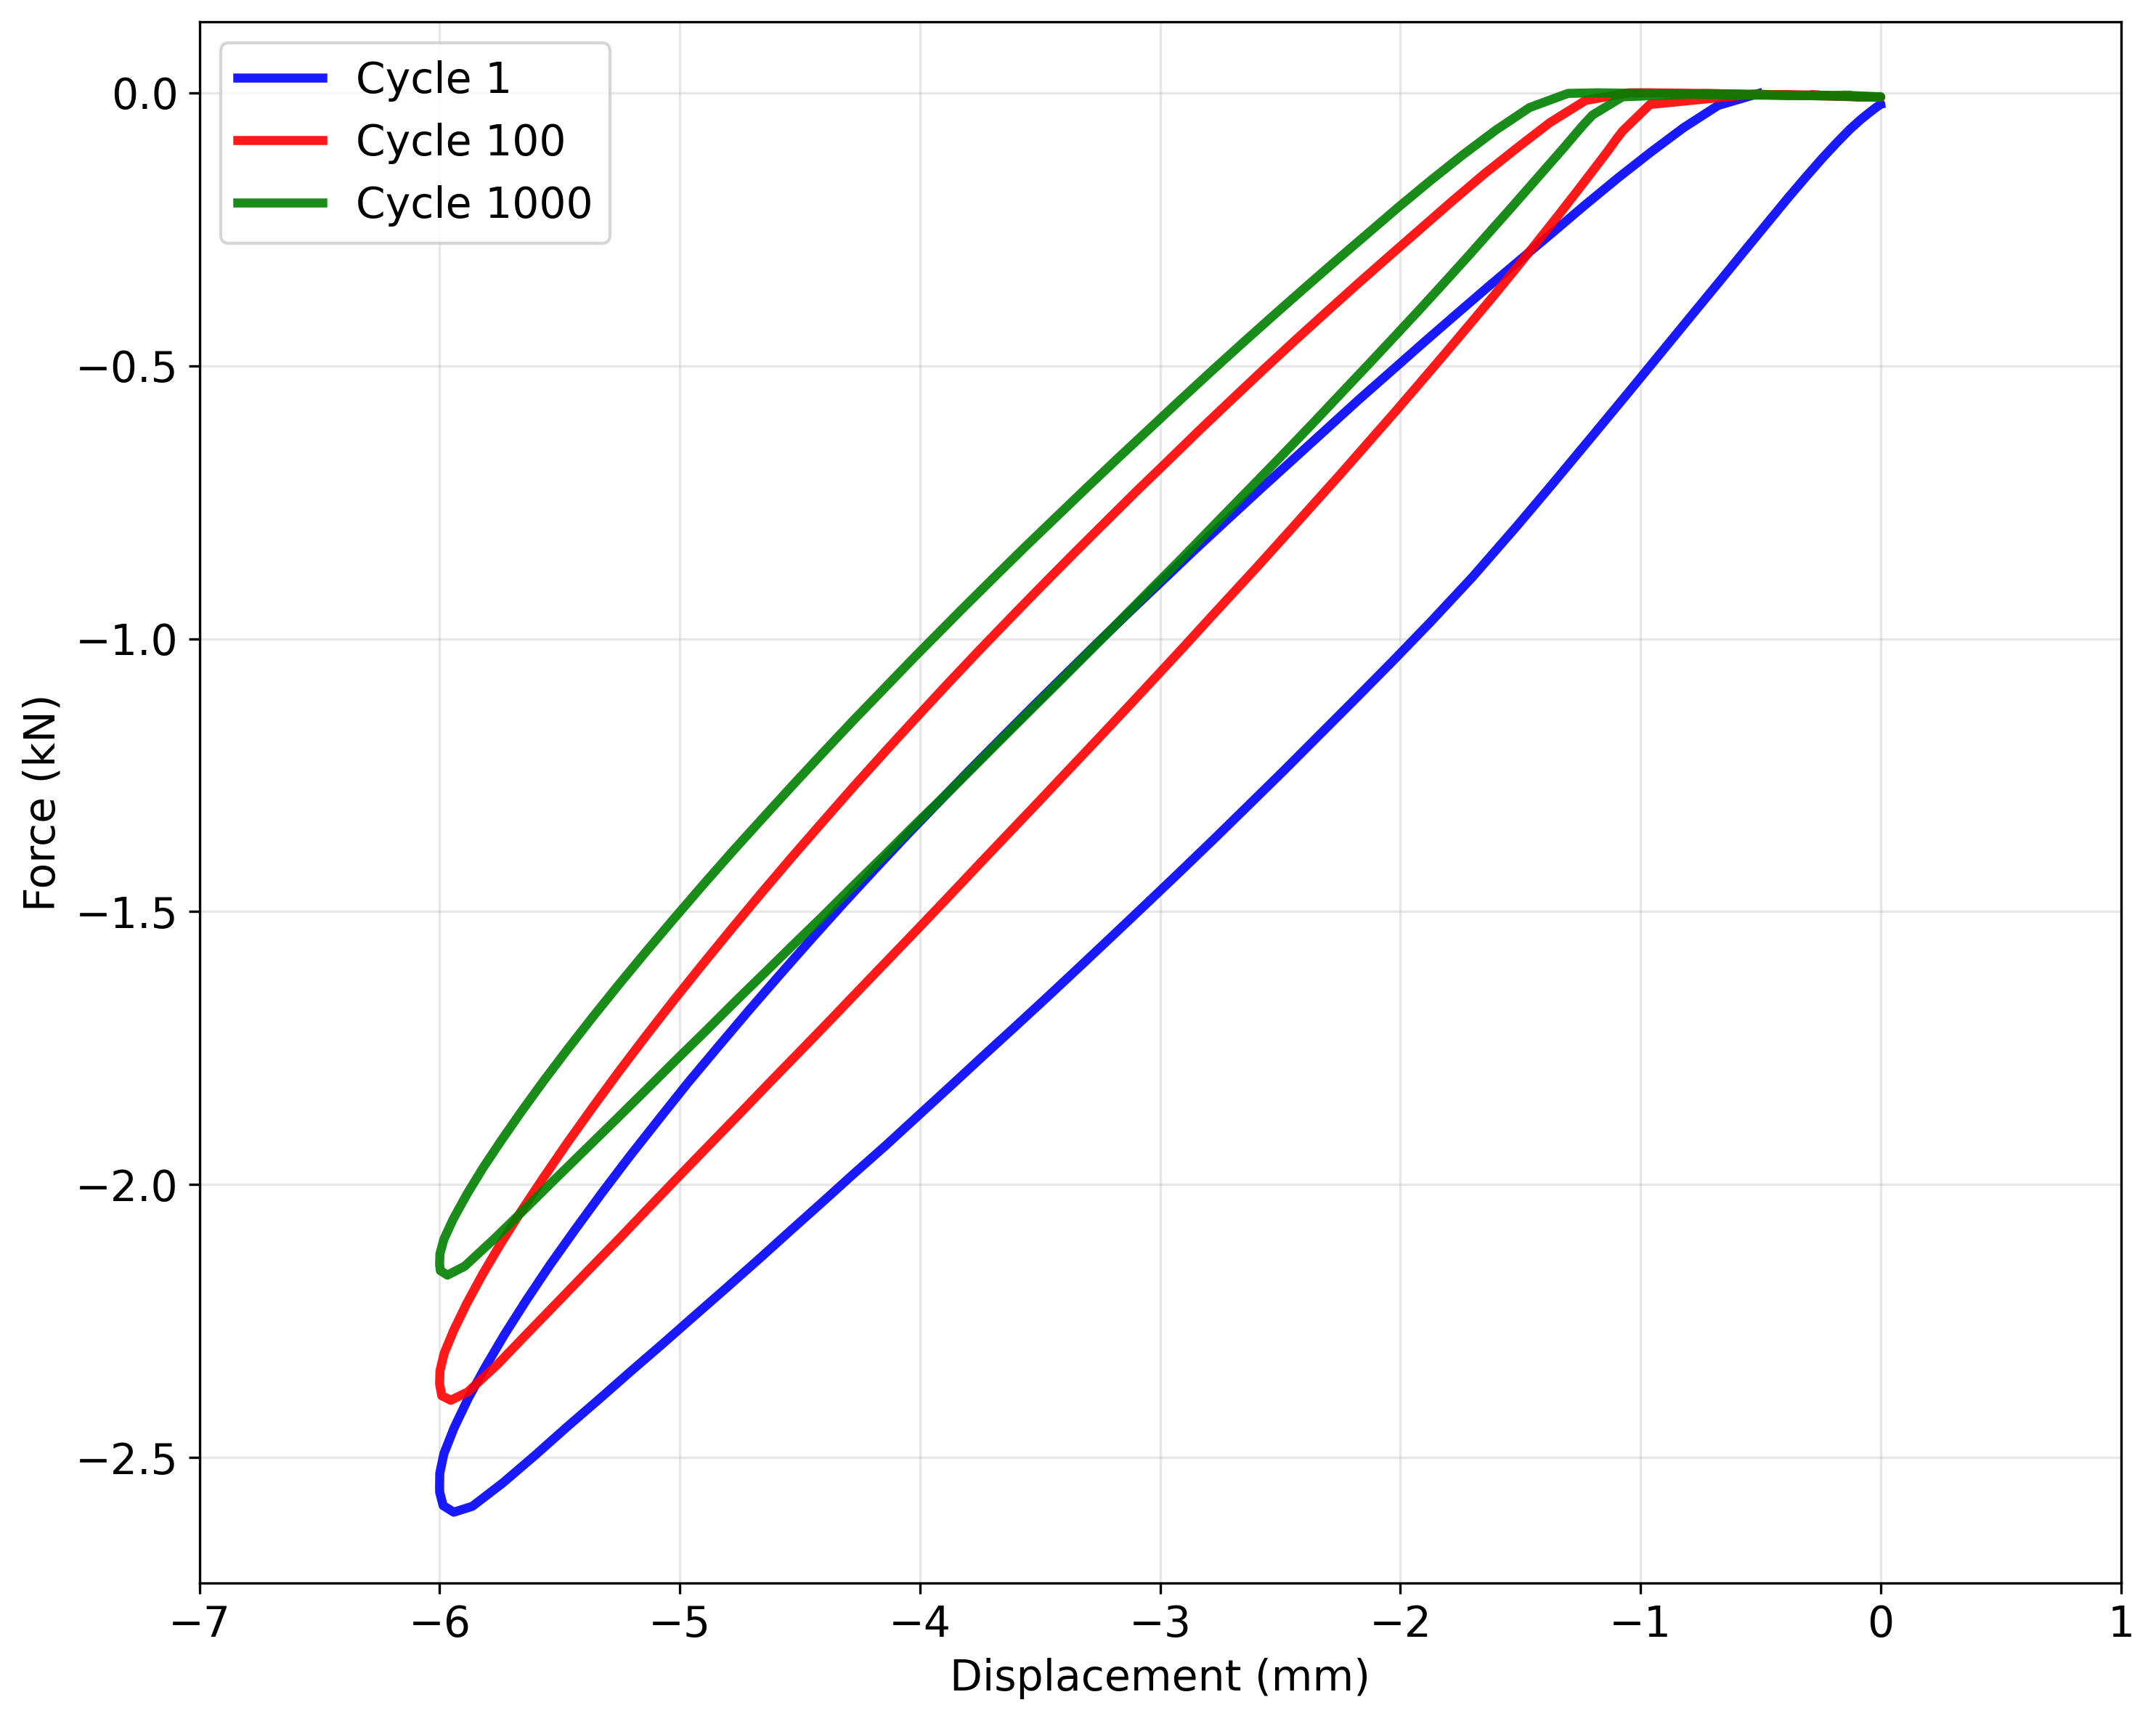 Cycle 1
Cycle 100
Cycle 1000
0.0
−0.5
−1.0
−1.5
−2.0
−2.5
Force (kN)
−7 −6 −5 −4 −3 −2 −1 0 1
Displacement (mm)